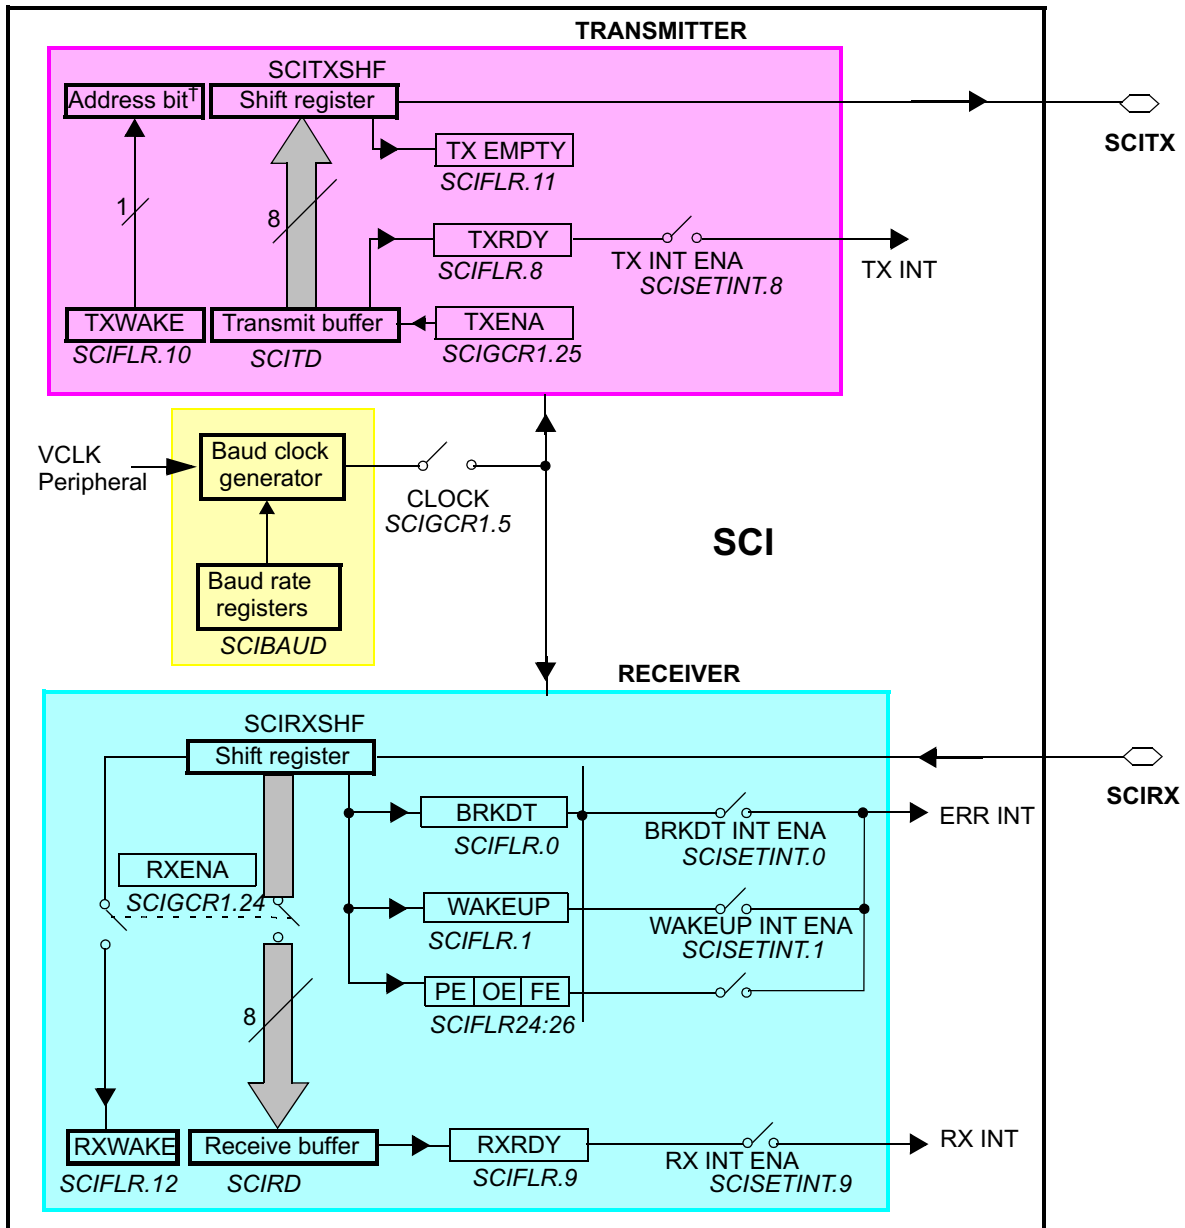 TRANSMITTER
SCITXSHF
Address bit†
Shift register
SCITX
TX EMPTY
SCIFLR.11
1
8
TXRDY
SCIFLR.8
TX INT ENA
SCISETINT.8
TX INT
TXWAKE
SCIFLR.10
Transmit buffer
SCITD
TXENA
SCIGCR1.25
VCLK
Peripheral
Baud clock
generator
CLOCK
SCIGCR1.5
SCI
Baud rate
registers
SCIBAUD
RECEIVER
SCIRXSHF
Shift register
SCIRX
BRKDT
SCIFLR.0
BRKDT INT ENA
SCISETINT.0
ERR INT
RXENA
SCIGCR1.24
WAKEUP
SCIFLR.1
WAKEUP INT ENA
SCISETINT.1
PE OE FE
SCIFLR24:26
8
RXWAKE
SCIFLR.12
Receive buffer
SCIRD
RXRDY
SCIFLR.9
RX INT ENA
SCISETINT.9
RX INT